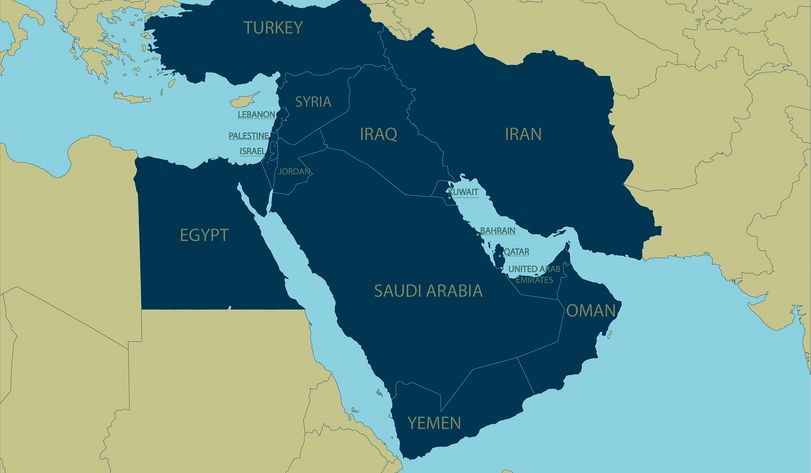 TURKEY
SYRIA
LEBANON
PALESTINE
IRAQ
IRAN
ISRAEL
JORDAN
KUWAIT
EGYPT
BAHRAIN
QATAR
UNITED ARAB
EMIRATES
SAUDI ARABIA
OMAN
YEMEN